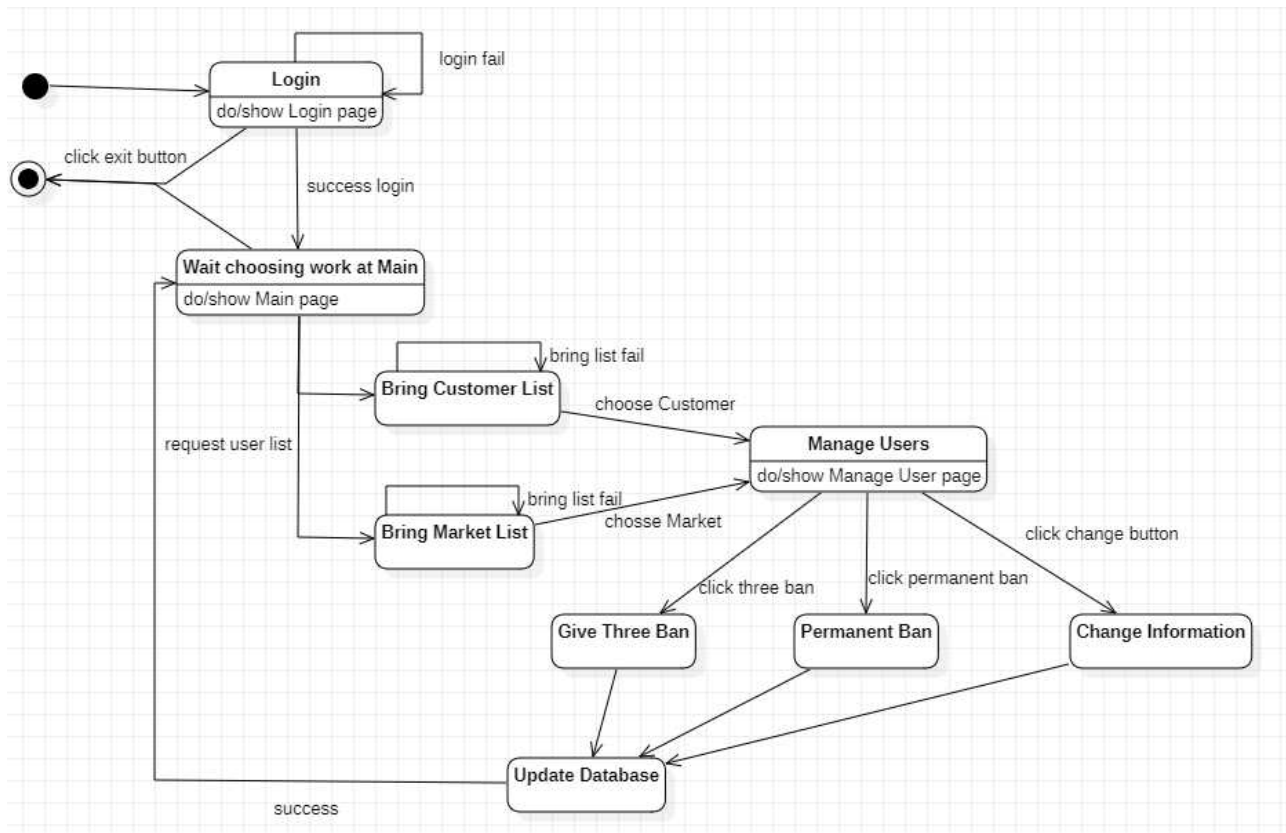 login fail
Login
do/show Login page
click exit button
success login
Wait choosing work at Main
do/show Main page
bring list fail
Bring Customer List
choose Customer
request user list
Manage Users
do/show Manage User page
bring list fail
Bring Market List
chosse Market
click change button
click three ban
click permanent ban
Give Three Ban
Permanent Ban
Change Information
Update Database
success